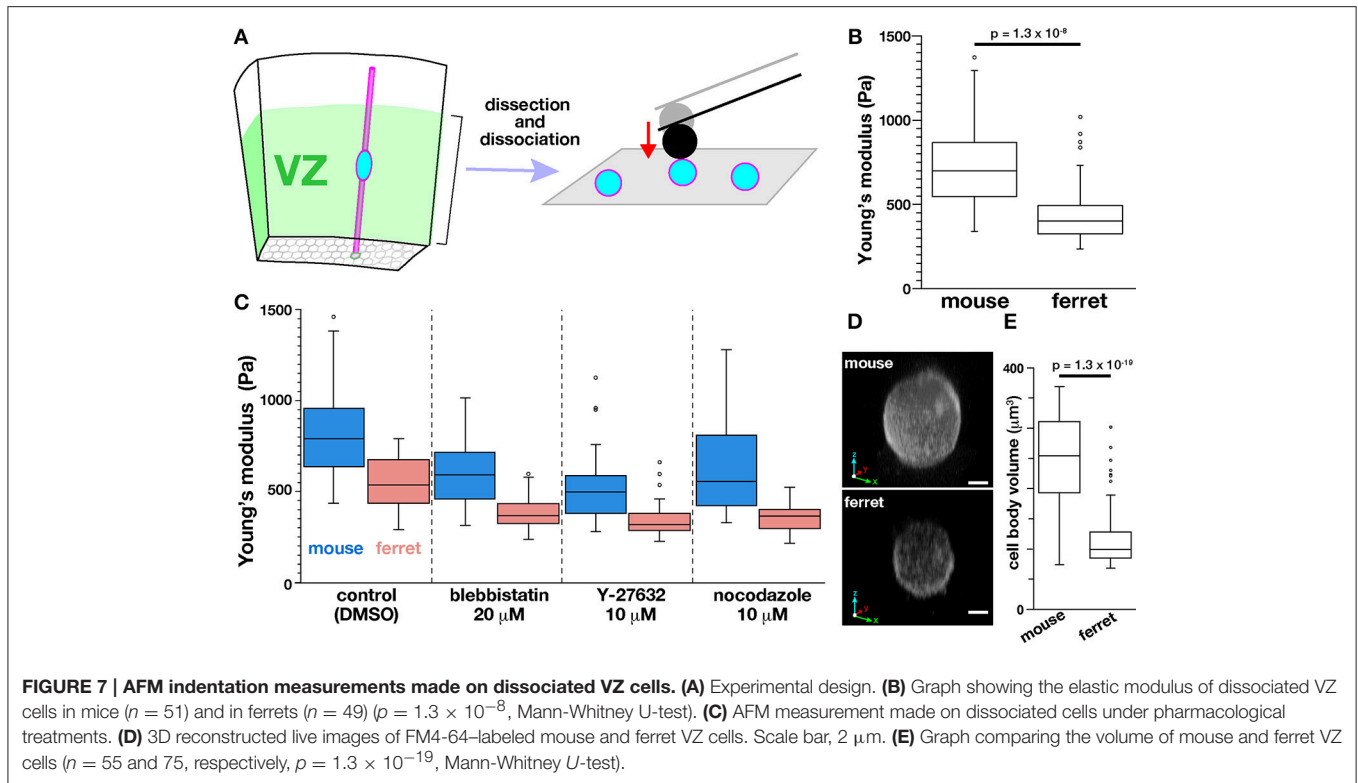 A
VZ
dissection
and
dissociation
B
p = 1.3 x 10⁻⁸
Young's modulus (Pa)
1500
1000
500
0
mouse ferret
C
Young's modulus (Pa)
1500
1000
500
0
mouse ferret
control
(DMSO)
blebbistatin
20 μM
Y-27632
10 μM
nocodazole
10 μM
D
mouse
z
y
x
ferret
z
y
x
E
p = 1.3 x 10⁻¹⁹
cell body volume (μm³)
400
0
mouse
ferret
FIGURE 7 | AFM indentation measurements made on dissociated VZ cells. (A) Experimental design. (B) Graph showing the elastic modulus of dissociated VZ
cells in mice (n = 51) and in ferrets (n = 49) (p = 1.3 × 10⁻⁸, Mann-Whitney U-test). (C) AFM measurement made on dissociated cells under pharmacological
treatments. (D) 3D reconstructed live images of FM4-64–labeled mouse and ferret VZ cells. Scale bar, 2 μm. (E) Graph comparing the volume of mouse and ferret VZ
cells (n = 55 and 75, respectively, p = 1.3 × 10⁻¹⁹, Mann-Whitney U-test).